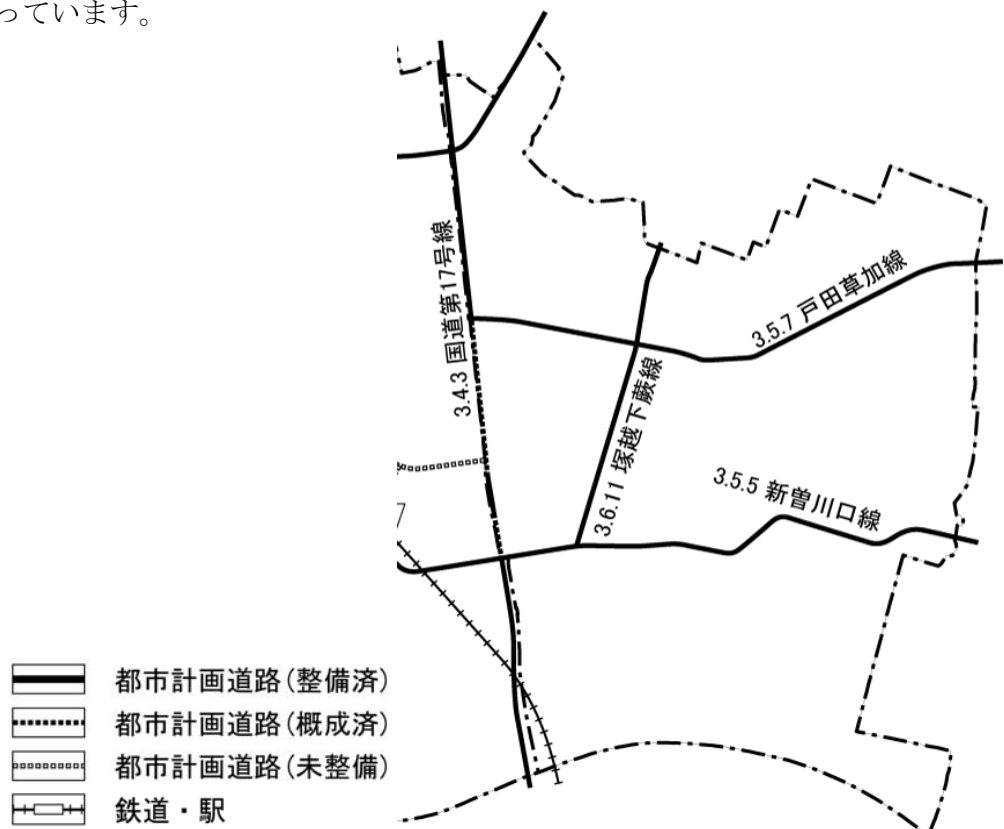 っています。
3.4.3 国道第17号線
3.5.7 戸田草加線
3.6.11 塚越下蕨線
3.5.5 新曽川口線
7
都市計画道路(整備済)
都市計画道路(概成済)
都市計画道路(未整備)
鉄道・駅